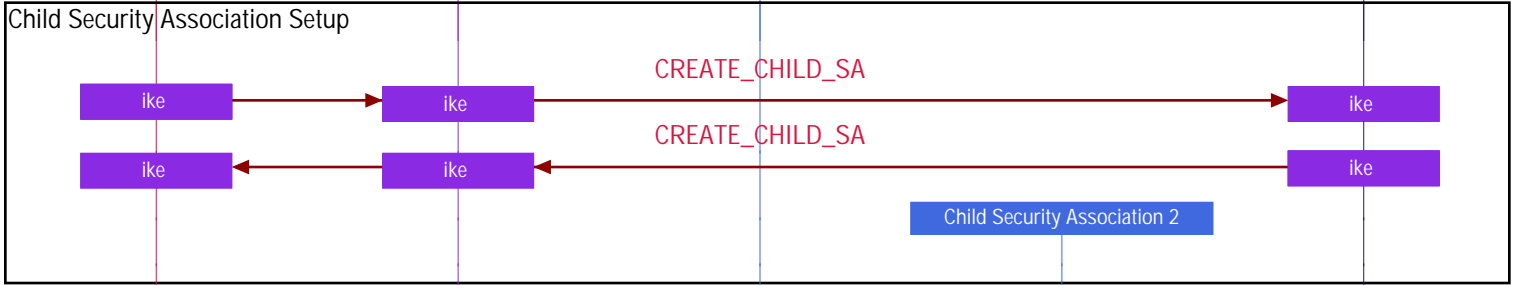 Child Security Association Setup
CREATE_CHILD_SA
ike
ike
ike
CREATE_CHILD_SA
ike
ike
ike
Child Security Association 2